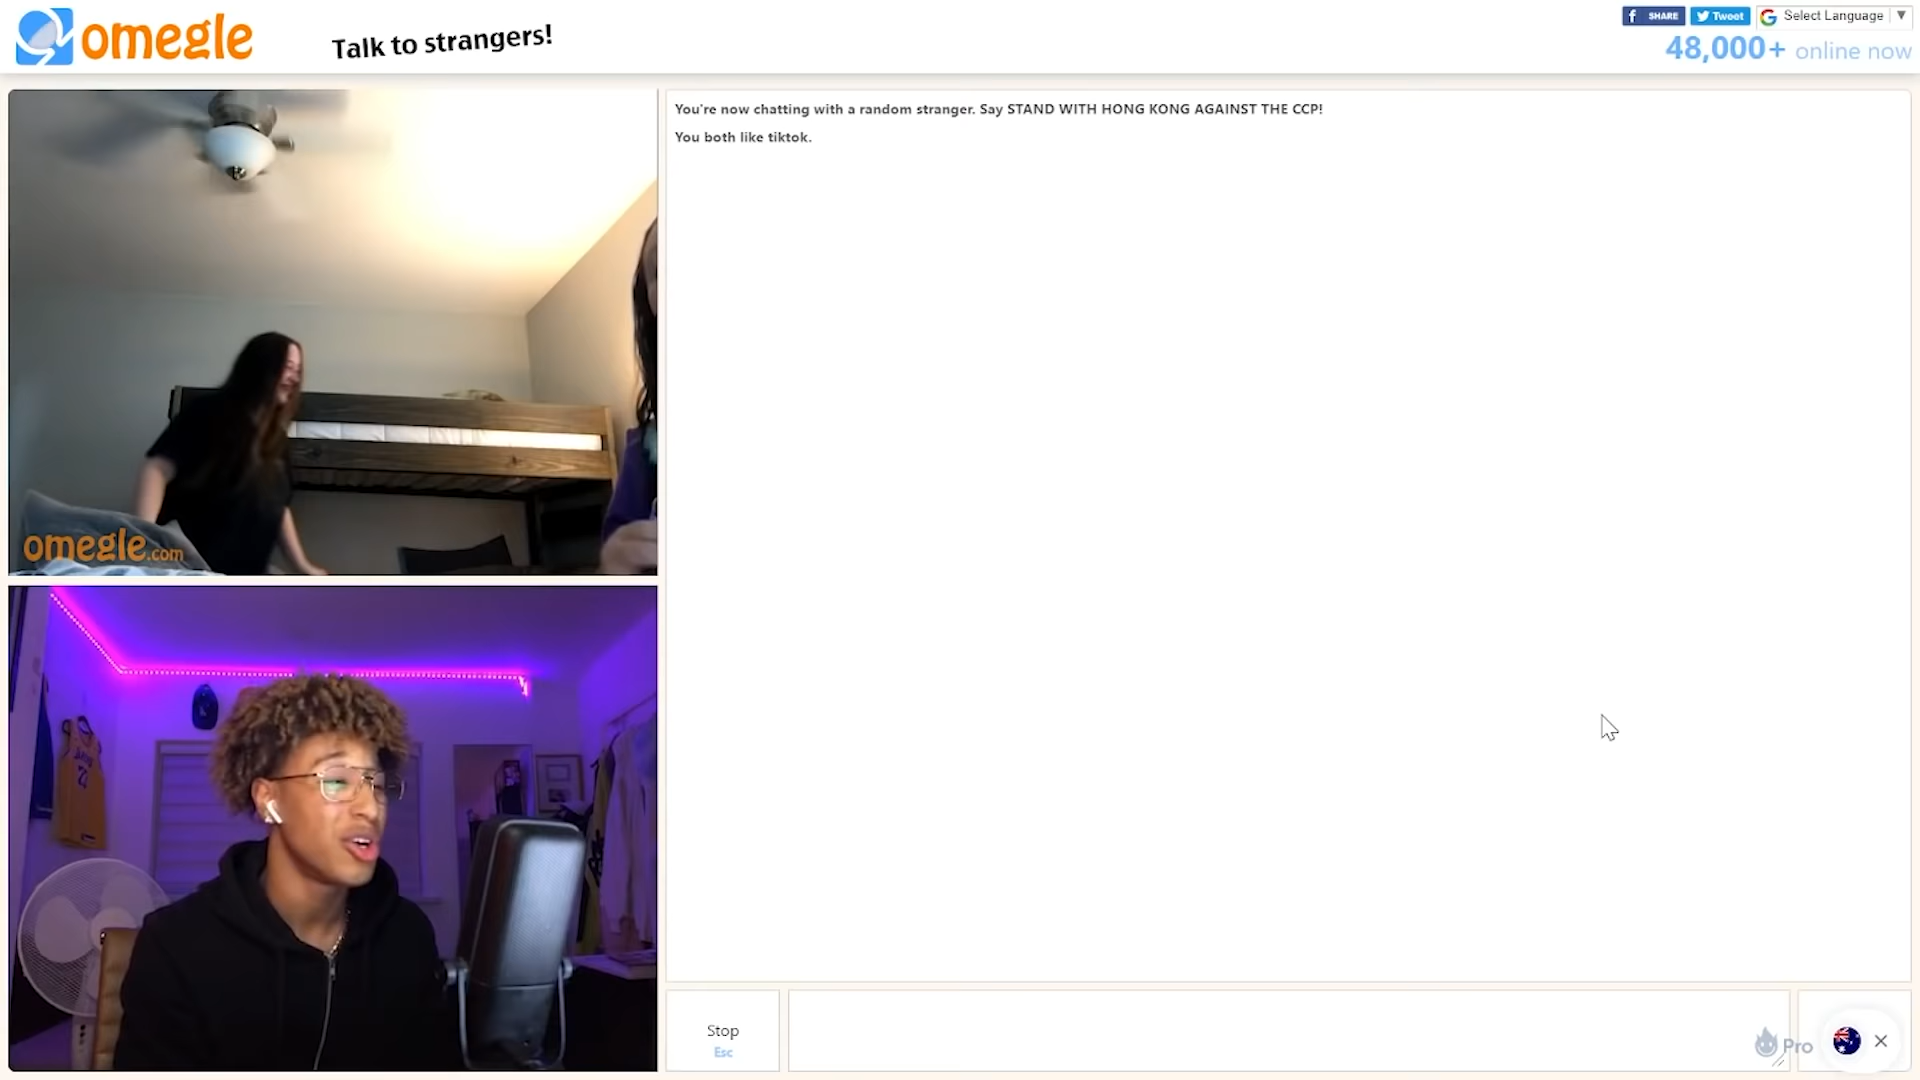 omegle
Talk to strangers!
SHARE
Tweet
Select Language
48,000+ online now
You're now chatting with a random stranger. Say STAND WITH HONG KONG AGAINST THE CCP!
You both like tiktok.
omegle.com
Stop
Esc
Pro